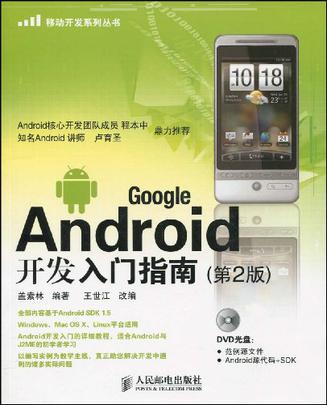 移动开发系列丛书
10 10
Android核心开发团队成员 程本中
知名Android 讲师 卢育圣
鼎力推荐
Google
Android
开发入门指南(第2版)
盖索林 编著 王世江 改编
全部内容基于Android SDK 1.5
Windows、Mac OS X、Linux平台适用
Android开发入门的详细教程，适合Android与
J2ME的初学者学习
以编写实例为教学主线，真正助您解决开发中遇
到的诸多实际问题
DVD光盘：
• 范例源文件
• Android源代码+SDK
人民邮电出版社
POSTS & TELECOM PRESS